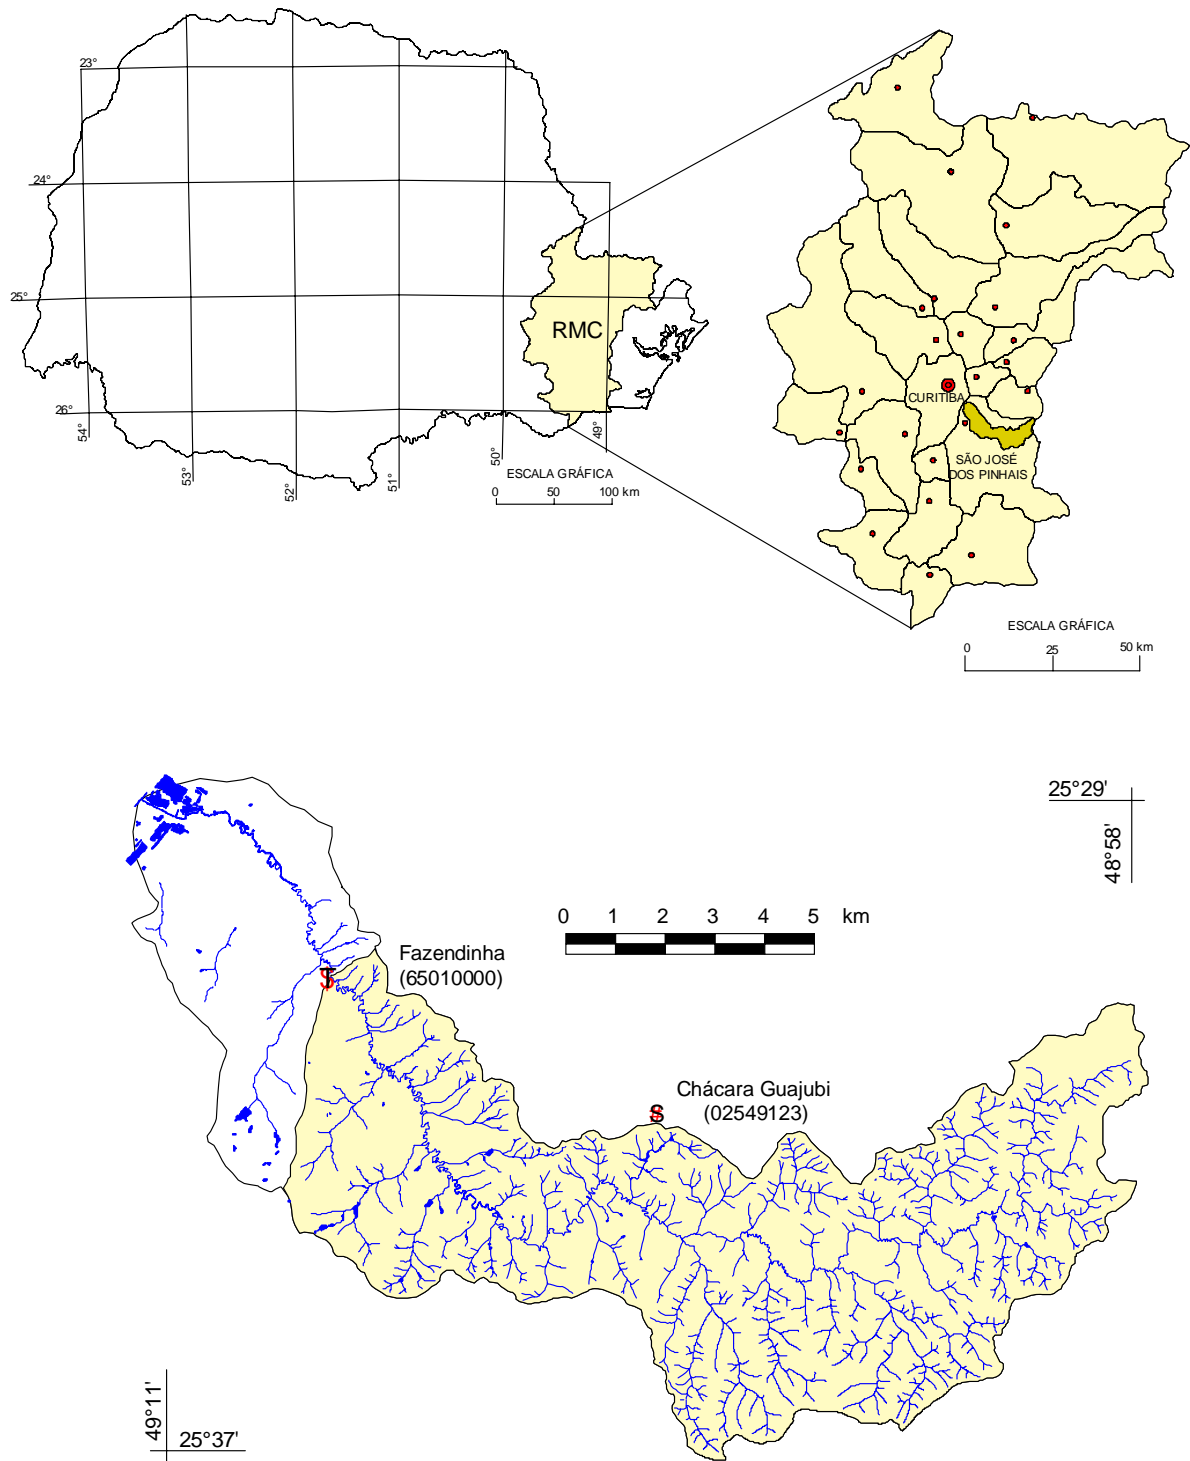 23°
24°
25°
26°
54°
53°
52°
51°
50°
49°
RMC
ESCALA GRÁFICA
0 50 100 km
CURITIBA
SÃO JOSÉ
DOS PINHAIS
ESCALA GRÁFICA
0 25 50 km
25°29'
48°58'
0 1 2 3 4 5 km
Fazendinha
(65010000)
Chácara Guajubi
(02549123)
49°11'
25°37'